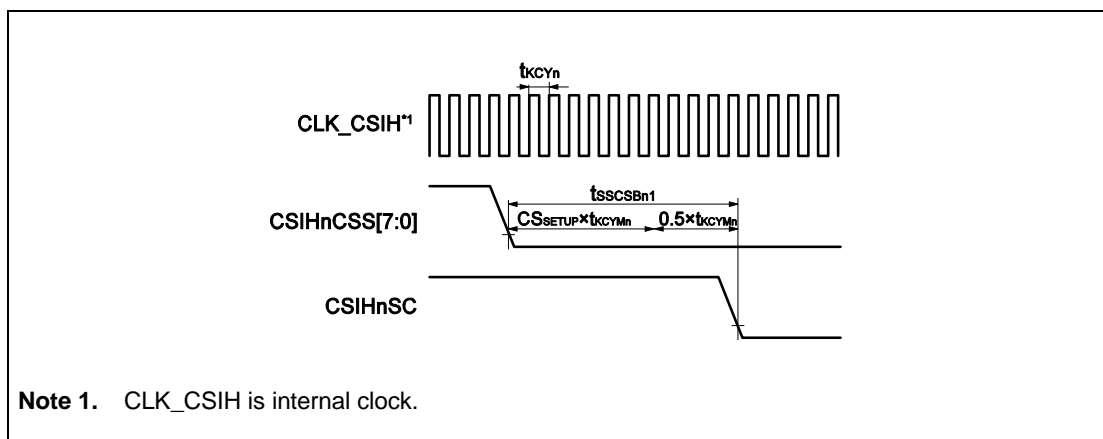 tKCYn
CLK_CSIH*1
tSSCSBn1
CSIHnCSS[7:0]
CSSETUP×tKCYMn 0.5×tKCYMn
CSIHnSC
Note 1. CLK_CSIH is internal clock.